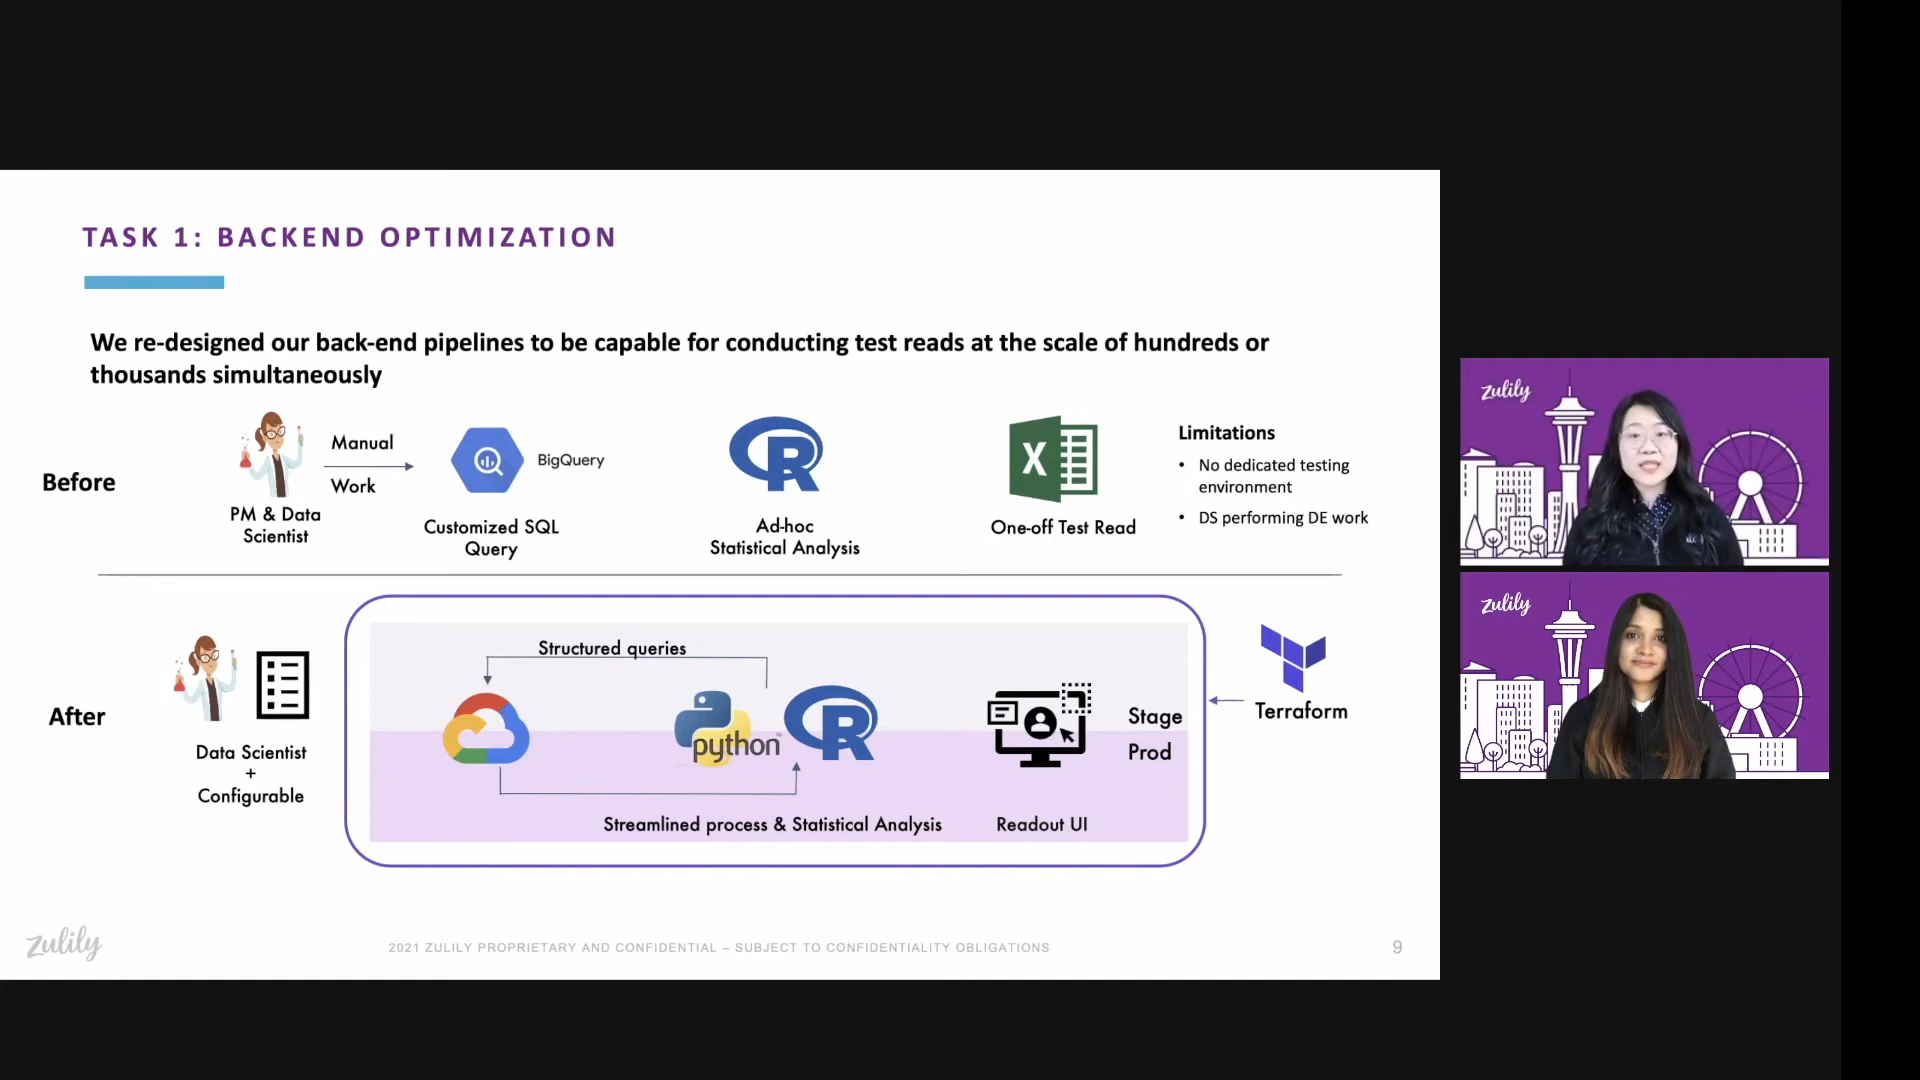 TASK 1: BACKEND OPTIMIZATION
We re-designed our back-end pipelines to be capable for conducting test reads at the scale of hundreds or
thousands simultaneously
Before
PM & Data
Scientist
Manual
Work
BigQuery
Customized SQL
Query
R
Ad-hoc
Statistical Analysis
X
One-off Test Read
Limitations
• No dedicated testing
environment
• DS performing DE work
After
Data Scientist
+
Configurable
Structured queries
python™
R
Streamlined process & Statistical Analysis
Readout UI
Stage
Prod
Terraform
zulily
2021 ZULILY PROPRIETARY AND CONFIDENTIAL – SUBJECT TO CONFIDENTIALITY OBLIGATIONS
9
zulily
zulily